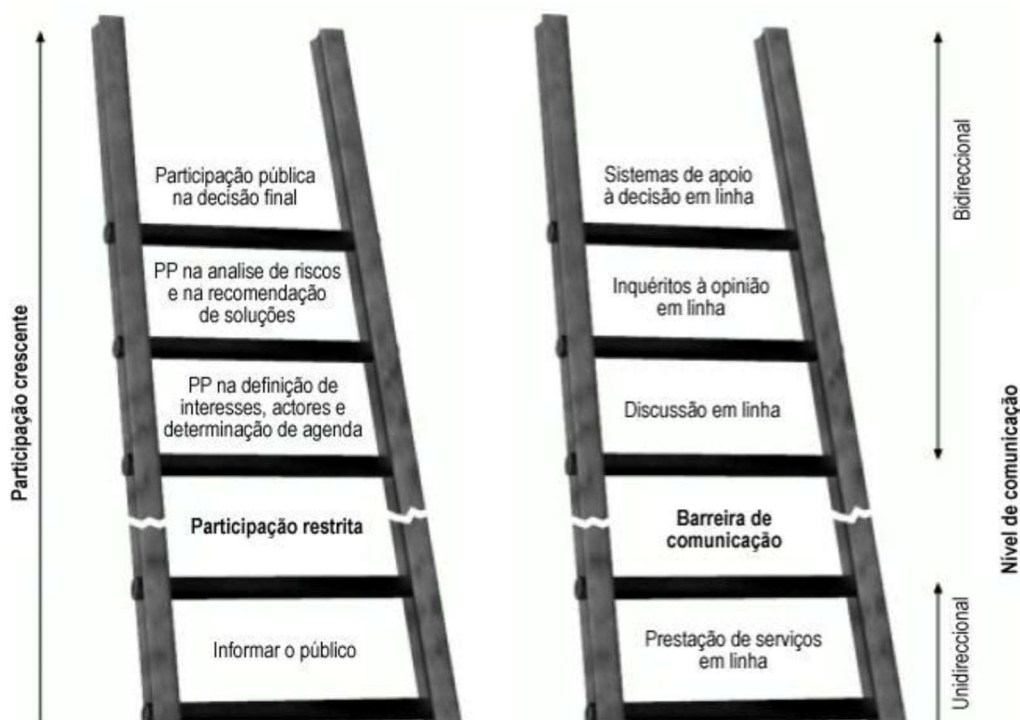 Participação crescente
Participação pública
na decisão final
PP na analise de riscos
e na recomendação
de soluções
PP na definição de
interesses, actores e
determinação de agenda
Participação restrita
Informar o público
Sistemas de apoio
à decisão em linha
Inquéritos à opinião
em linha
Discussão em linha
Barreira de
comunicação
Prestação de serviços
em linha
Bidireccional
Unidireccional
Nível de comunicação